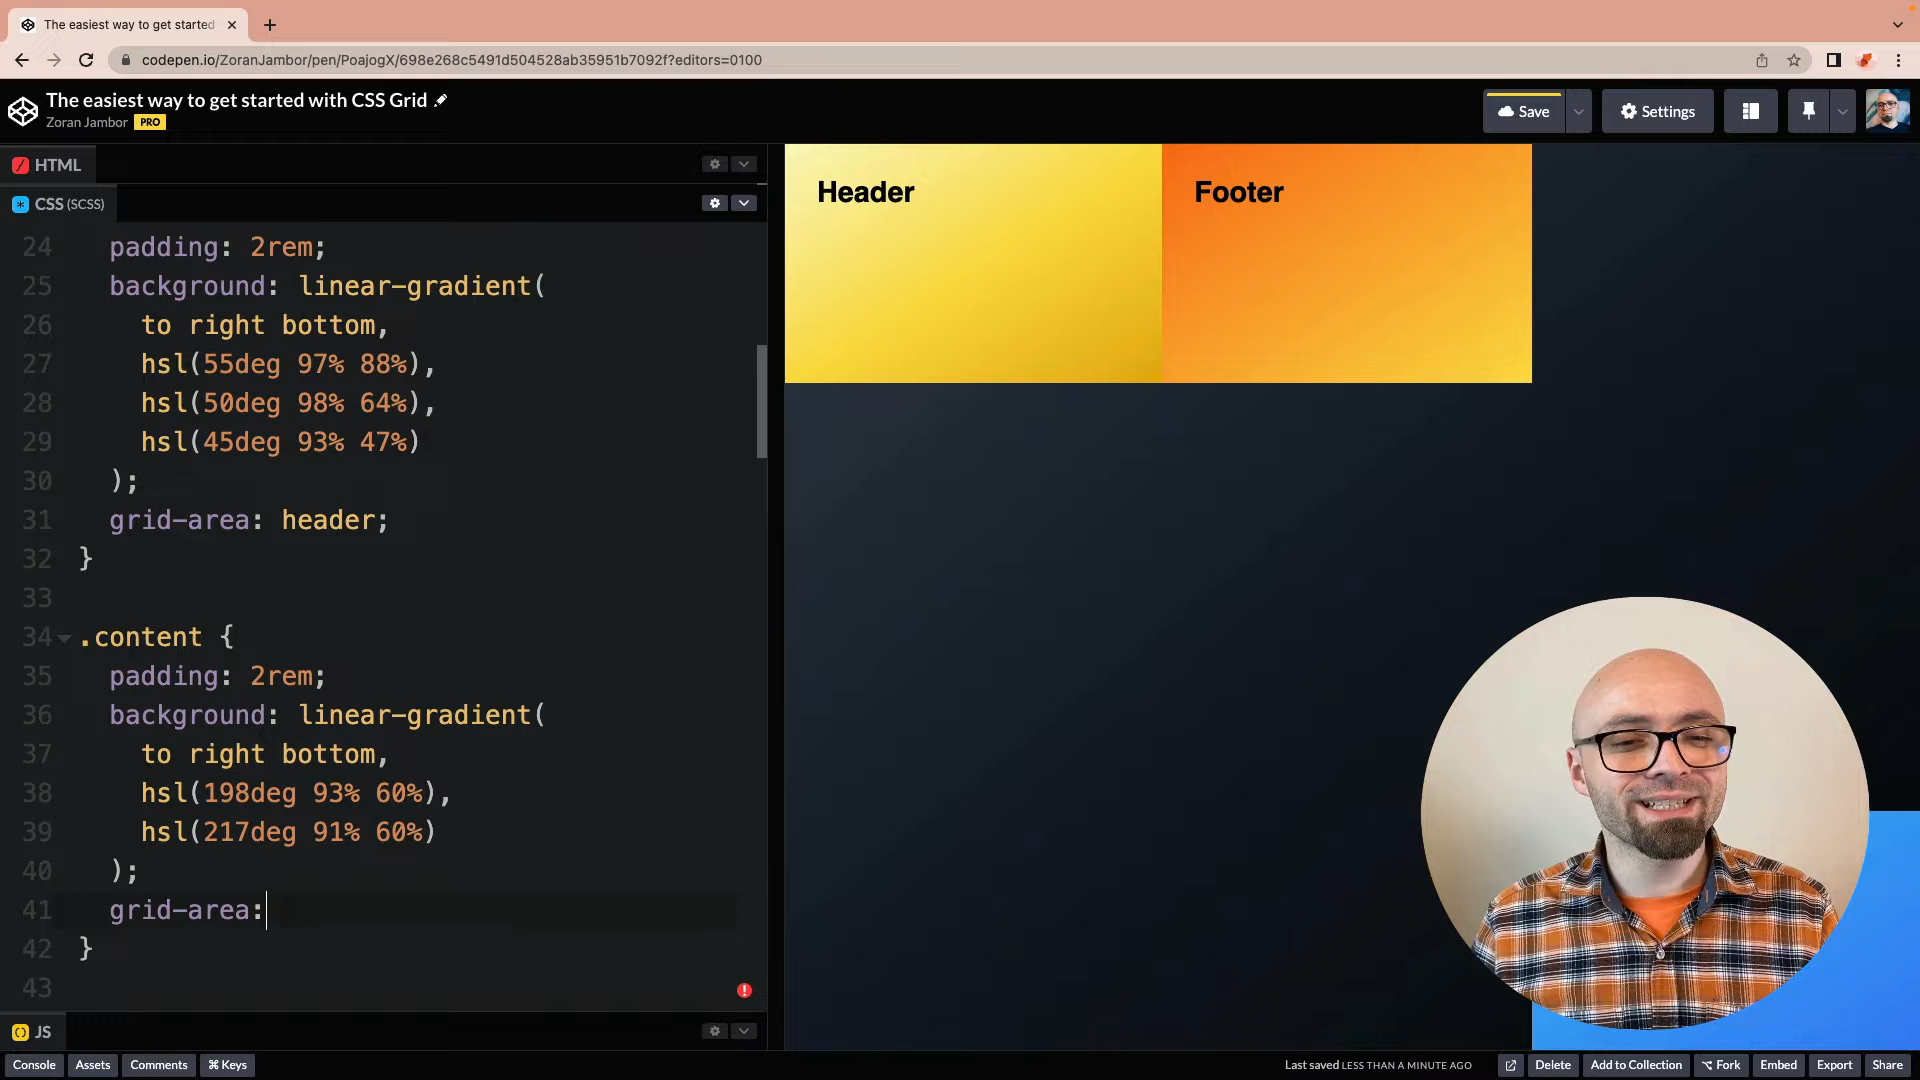 The easiest way to get started
codepen.io/ZoranJambor/pen/PoajogX/698e268c5491d504528ab35951b7092f?editors=0100
The easiest way to get started with CSS Grid
Zoran Jambor PRO
Save
Settings
HTML
CSS (SCSS)
24 padding: 2rem;
25 background: linear-gradient(
26 to right bottom,
27 hsl(55deg 97% 88%),
28 hsl(50deg 98% 64%),
29 hsl(45deg 93% 47%)
30 );
31 grid-area: header;
32 }
33
34 .content {
35 padding: 2rem;
36 background: linear-gradient(
37 to right bottom,
38 hsl(198deg 93% 60%),
39 hsl(217deg 91% 60%)
40 );
41 grid-area:
42 }
43
JS
Header
Footer
Console Assets Comments ⌘ Keys
Last saved LESS THAN A MINUTE AGO
Delete Add to Collection Fork Embed Export Share